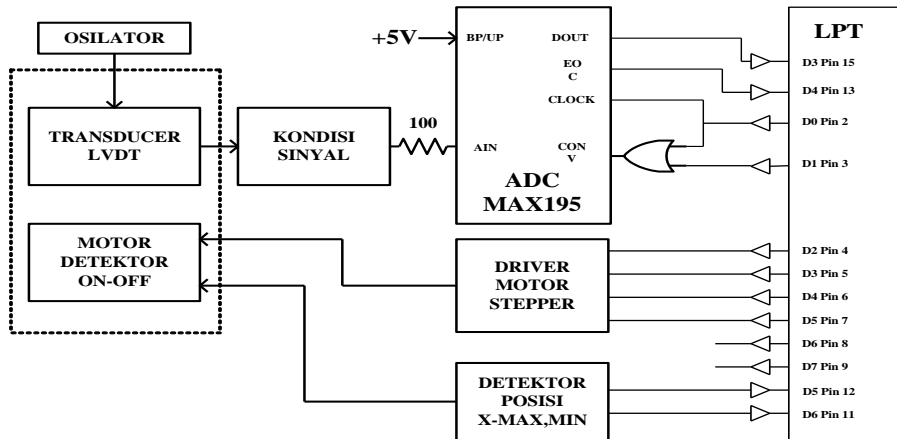 OSILATOR
TRANSDUCER
LVDT
KONDISI
SINYAL
100
MOTOR
DETEKTOR
ON-OFF
+5V
BP/UP
DOUT
EO
C
CLOCK
AIN
CON
V
ADC
MAX195
DRIVER
MOTOR
STEPPER
DETEKTOR
POSISI
X-MAX,MIN
LPT
D3 Pin 15
D4 Pin 13
D0 Pin 2
D1 Pin 3
D2 Pin 4
D3 Pin 5
D4 Pin 6
D5 Pin 7
D6 Pin 8
D7 Pin 9
D5 Pin 12
D6 Pin 11